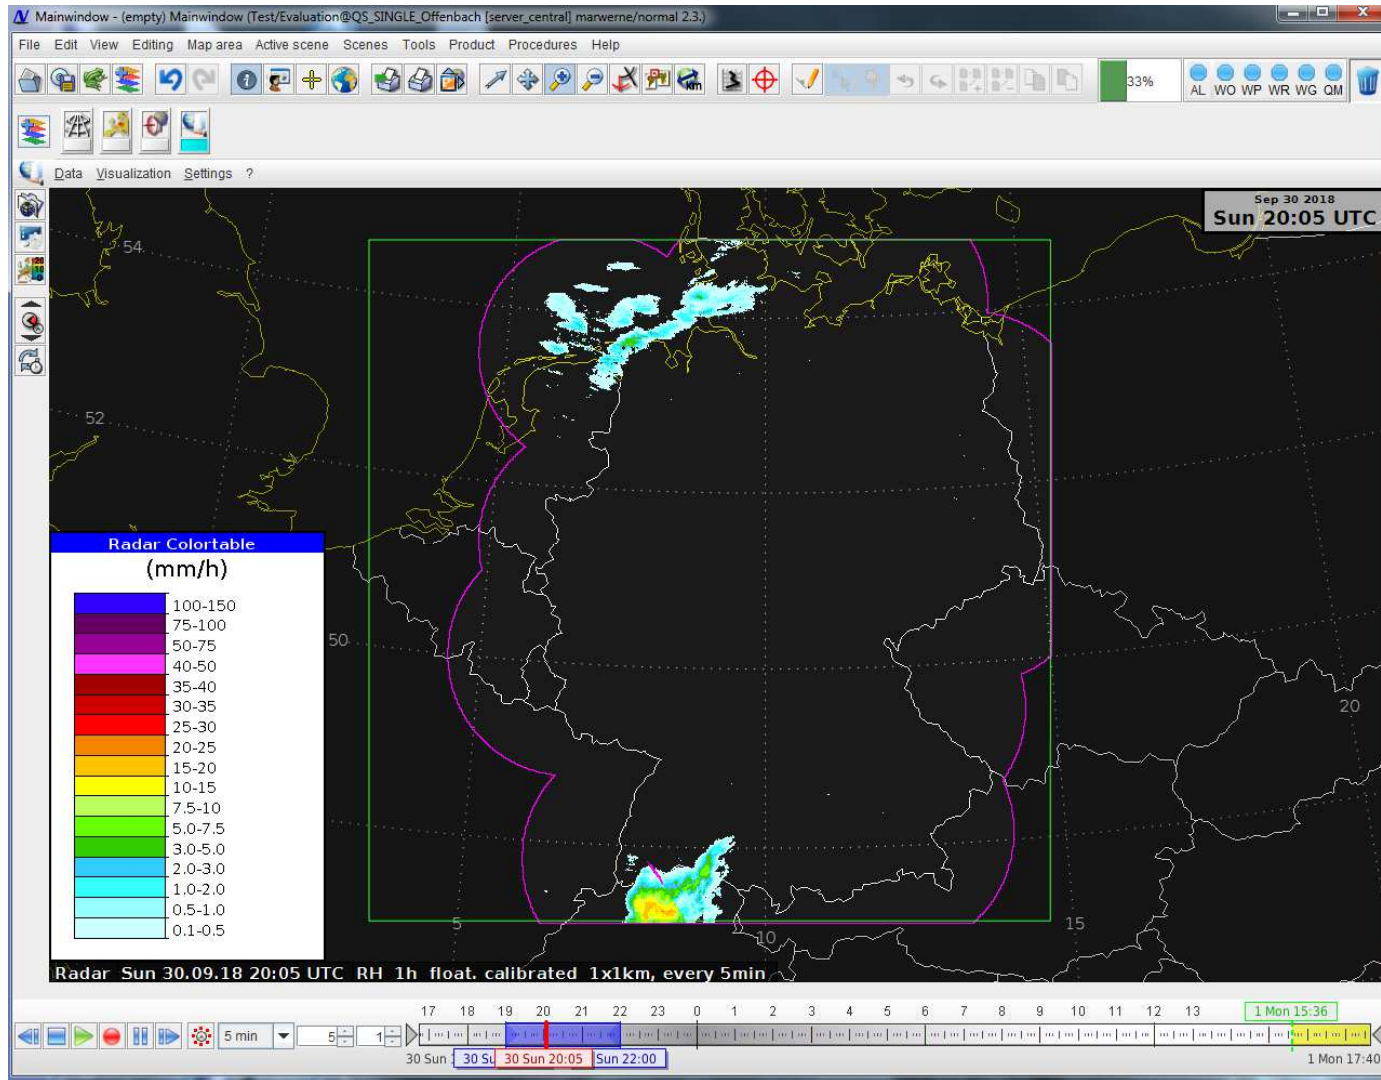 Mainwindow - (empty) Mainwindow (Test/Evaluation@QS_SINGLE_Offenbach [server_central] marwerne/normal 2.3.)
File Edit View Editing Map area Active scene Scenes Tools Product Procedures Help
km
33%
AL WO WP WR WG QM
Data Visualization Settings ?
Sep 30 2018
Sun 20:05 UTC
54
52
50
20
5
10
15
Radar Colortable
(mm/h)
100-150
75-100
50-75
40-50
35-40
30-35
25-30
20-25
15-20
10-15
7.5-10
5.0-7.5
3.0-5.0
2.0-3.0
1.0-2.0
0.5-1.0
0.1-0.5
Radar Sun 30.09.18 20:05 UTC RH 1h float. calibrated 1x1km, every 5min
17 18 19 20 21 22 23 0 1 2 3 4 5 6 7 8 9 10 11 12 13 1 Mon 15:36
5 min 5 1
30 Sun 30 Su 30 Sun 20:05 Sun 22:00 1 Mon 17:40